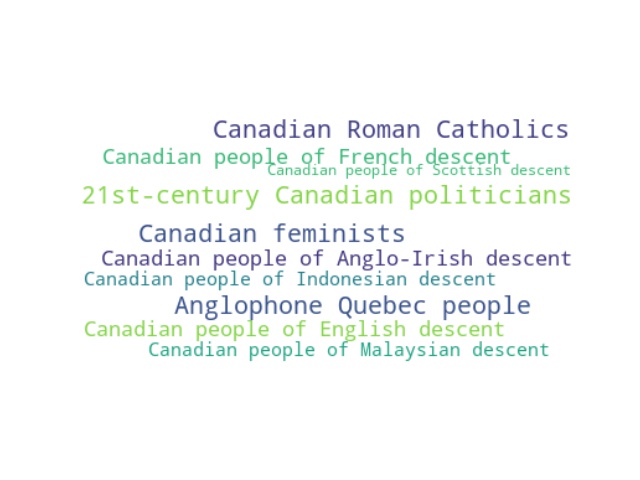 Canadian Roman Catholics
Canadian people of French descent
Canadian people of Scottish descent
21st-century Canadian politicians
Canadian feminists
Canadian people of Anglo-Irish descent
Canadian people of Indonesian descent
Anglophone Quebec people
Canadian people of English descent
Canadian people of Malaysian descent